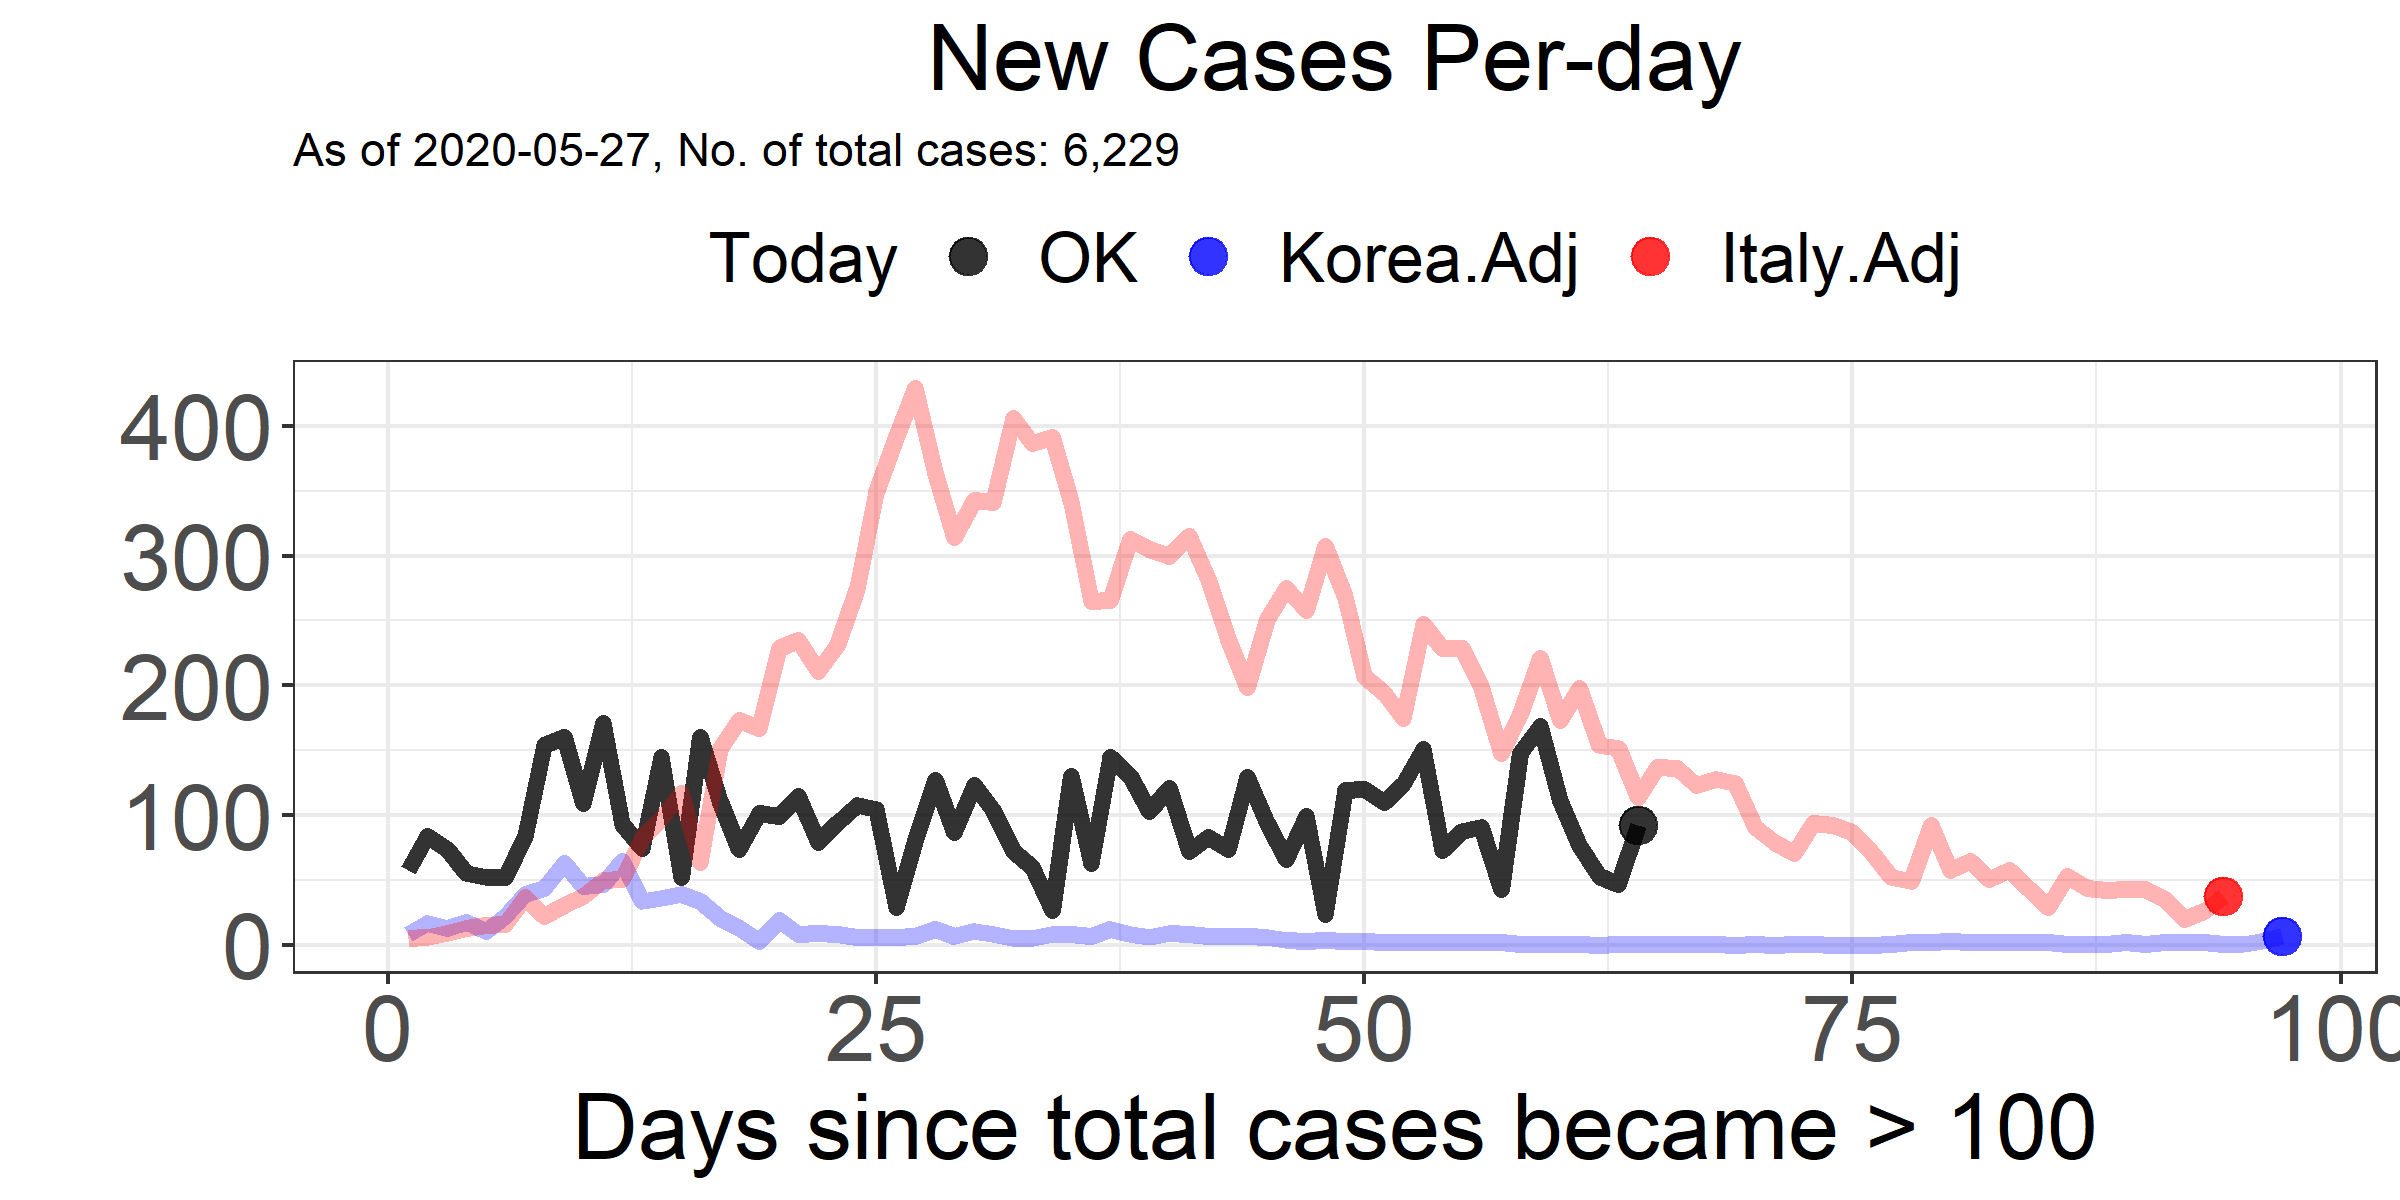 New Cases Per-day
As of 2020-05-27, No. of total cases: 6,229
Today OK Korea.Adj Italy.Adj
400
300
200
100
0
0 25 50 75 100
Days since total cases became > 100